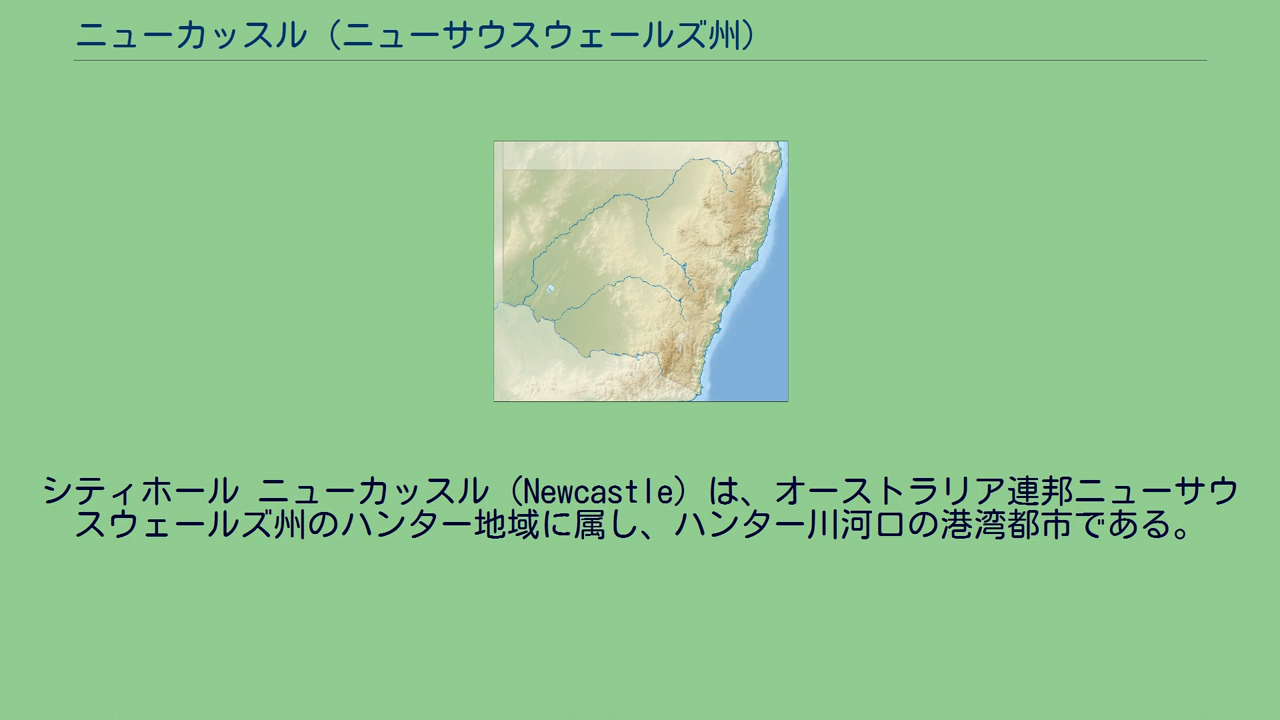 ニューカッスル（ニューサウスウェールズ州）
シティホール ニューカッスル（Newcastle）は、オーストラリア連邦ニューサウ
スウェールズ州のハンター地域に属し、ハンター川河口の港湾都市である。